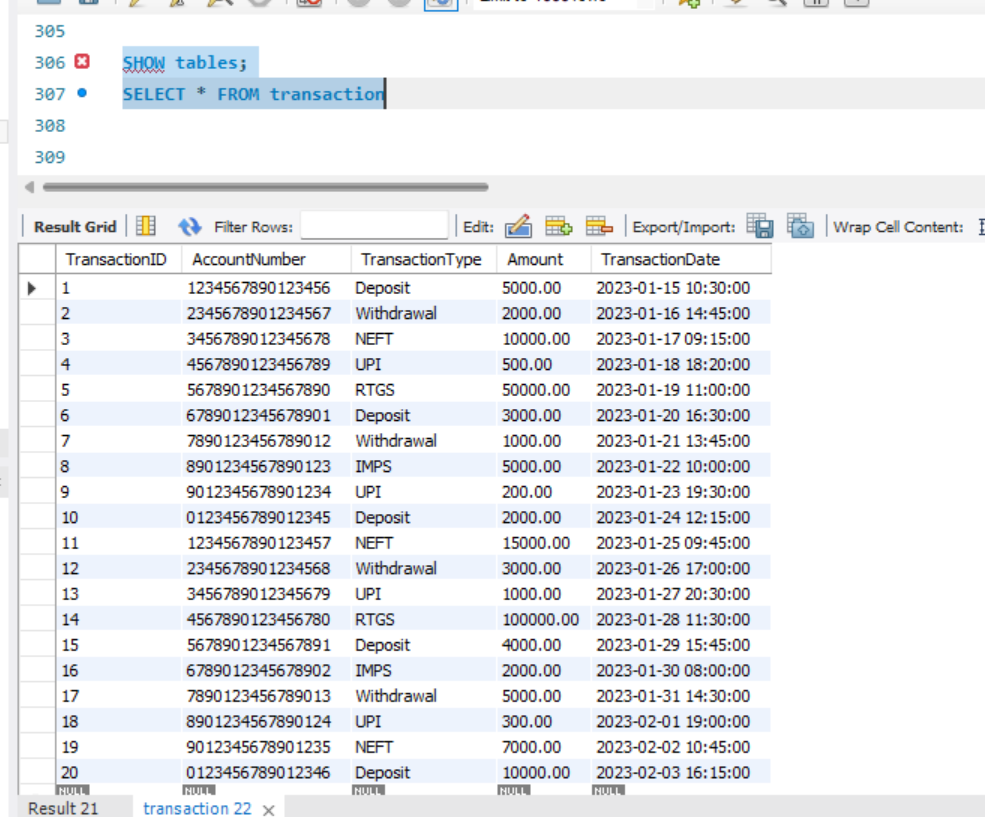 305
306 SHOW tables;
307 SELECT * FROM transaction
308
309
Result Grid Filter Rows: Edit: Export/Import: Wrap Cell Content:
TransactionID AccountNumber TransactionType Amount TransactionDate
1 1234567890123456 Deposit 5000.00 2023-01-15 10:30:00
2 2345678901234567 Withdrawal 2000.00 2023-01-16 14:45:00
3 3456789012345678 NEFT 10000.00 2023-01-17 09:15:00
4 4567890123456789 UPI 500.00 2023-01-18 18:20:00
5 5678901234567890 RTGS 50000.00 2023-01-19 11:00:00
6 6789012345678901 Deposit 3000.00 2023-01-20 16:30:00
7 7890123456789012 Withdrawal 1000.00 2023-01-21 13:45:00
8 8901234567890123 IMPS 5000.00 2023-01-22 10:00:00
9 9012345678901234 UPI 200.00 2023-01-23 19:30:00
10 0123456789012345 Deposit 2000.00 2023-01-24 12:15:00
11 1234567890123457 NEFT 15000.00 2023-01-25 09:45:00
12 2345678901234568 Withdrawal 3000.00 2023-01-26 17:00:00
13 3456789012345679 UPI 1000.00 2023-01-27 20:30:00
14 4567890123456780 RTGS 100000.00 2023-01-28 11:30:00
15 5678901234567891 Deposit 4000.00 2023-01-29 15:45:00
16 6789012345678902 IMPS 2000.00 2023-01-30 08:00:00
17 7890123456789013 Withdrawal 5000.00 2023-01-31 14:30:00
18 8901234567890124 UPI 300.00 2023-02-01 19:00:00
19 9012345678901235 NEFT 7000.00 2023-02-02 10:45:00
20 0123456789012346 Deposit 10000.00 2023-02-03 16:15:00
NULL NULL NULL NULL NULL
Result 21 transaction 22